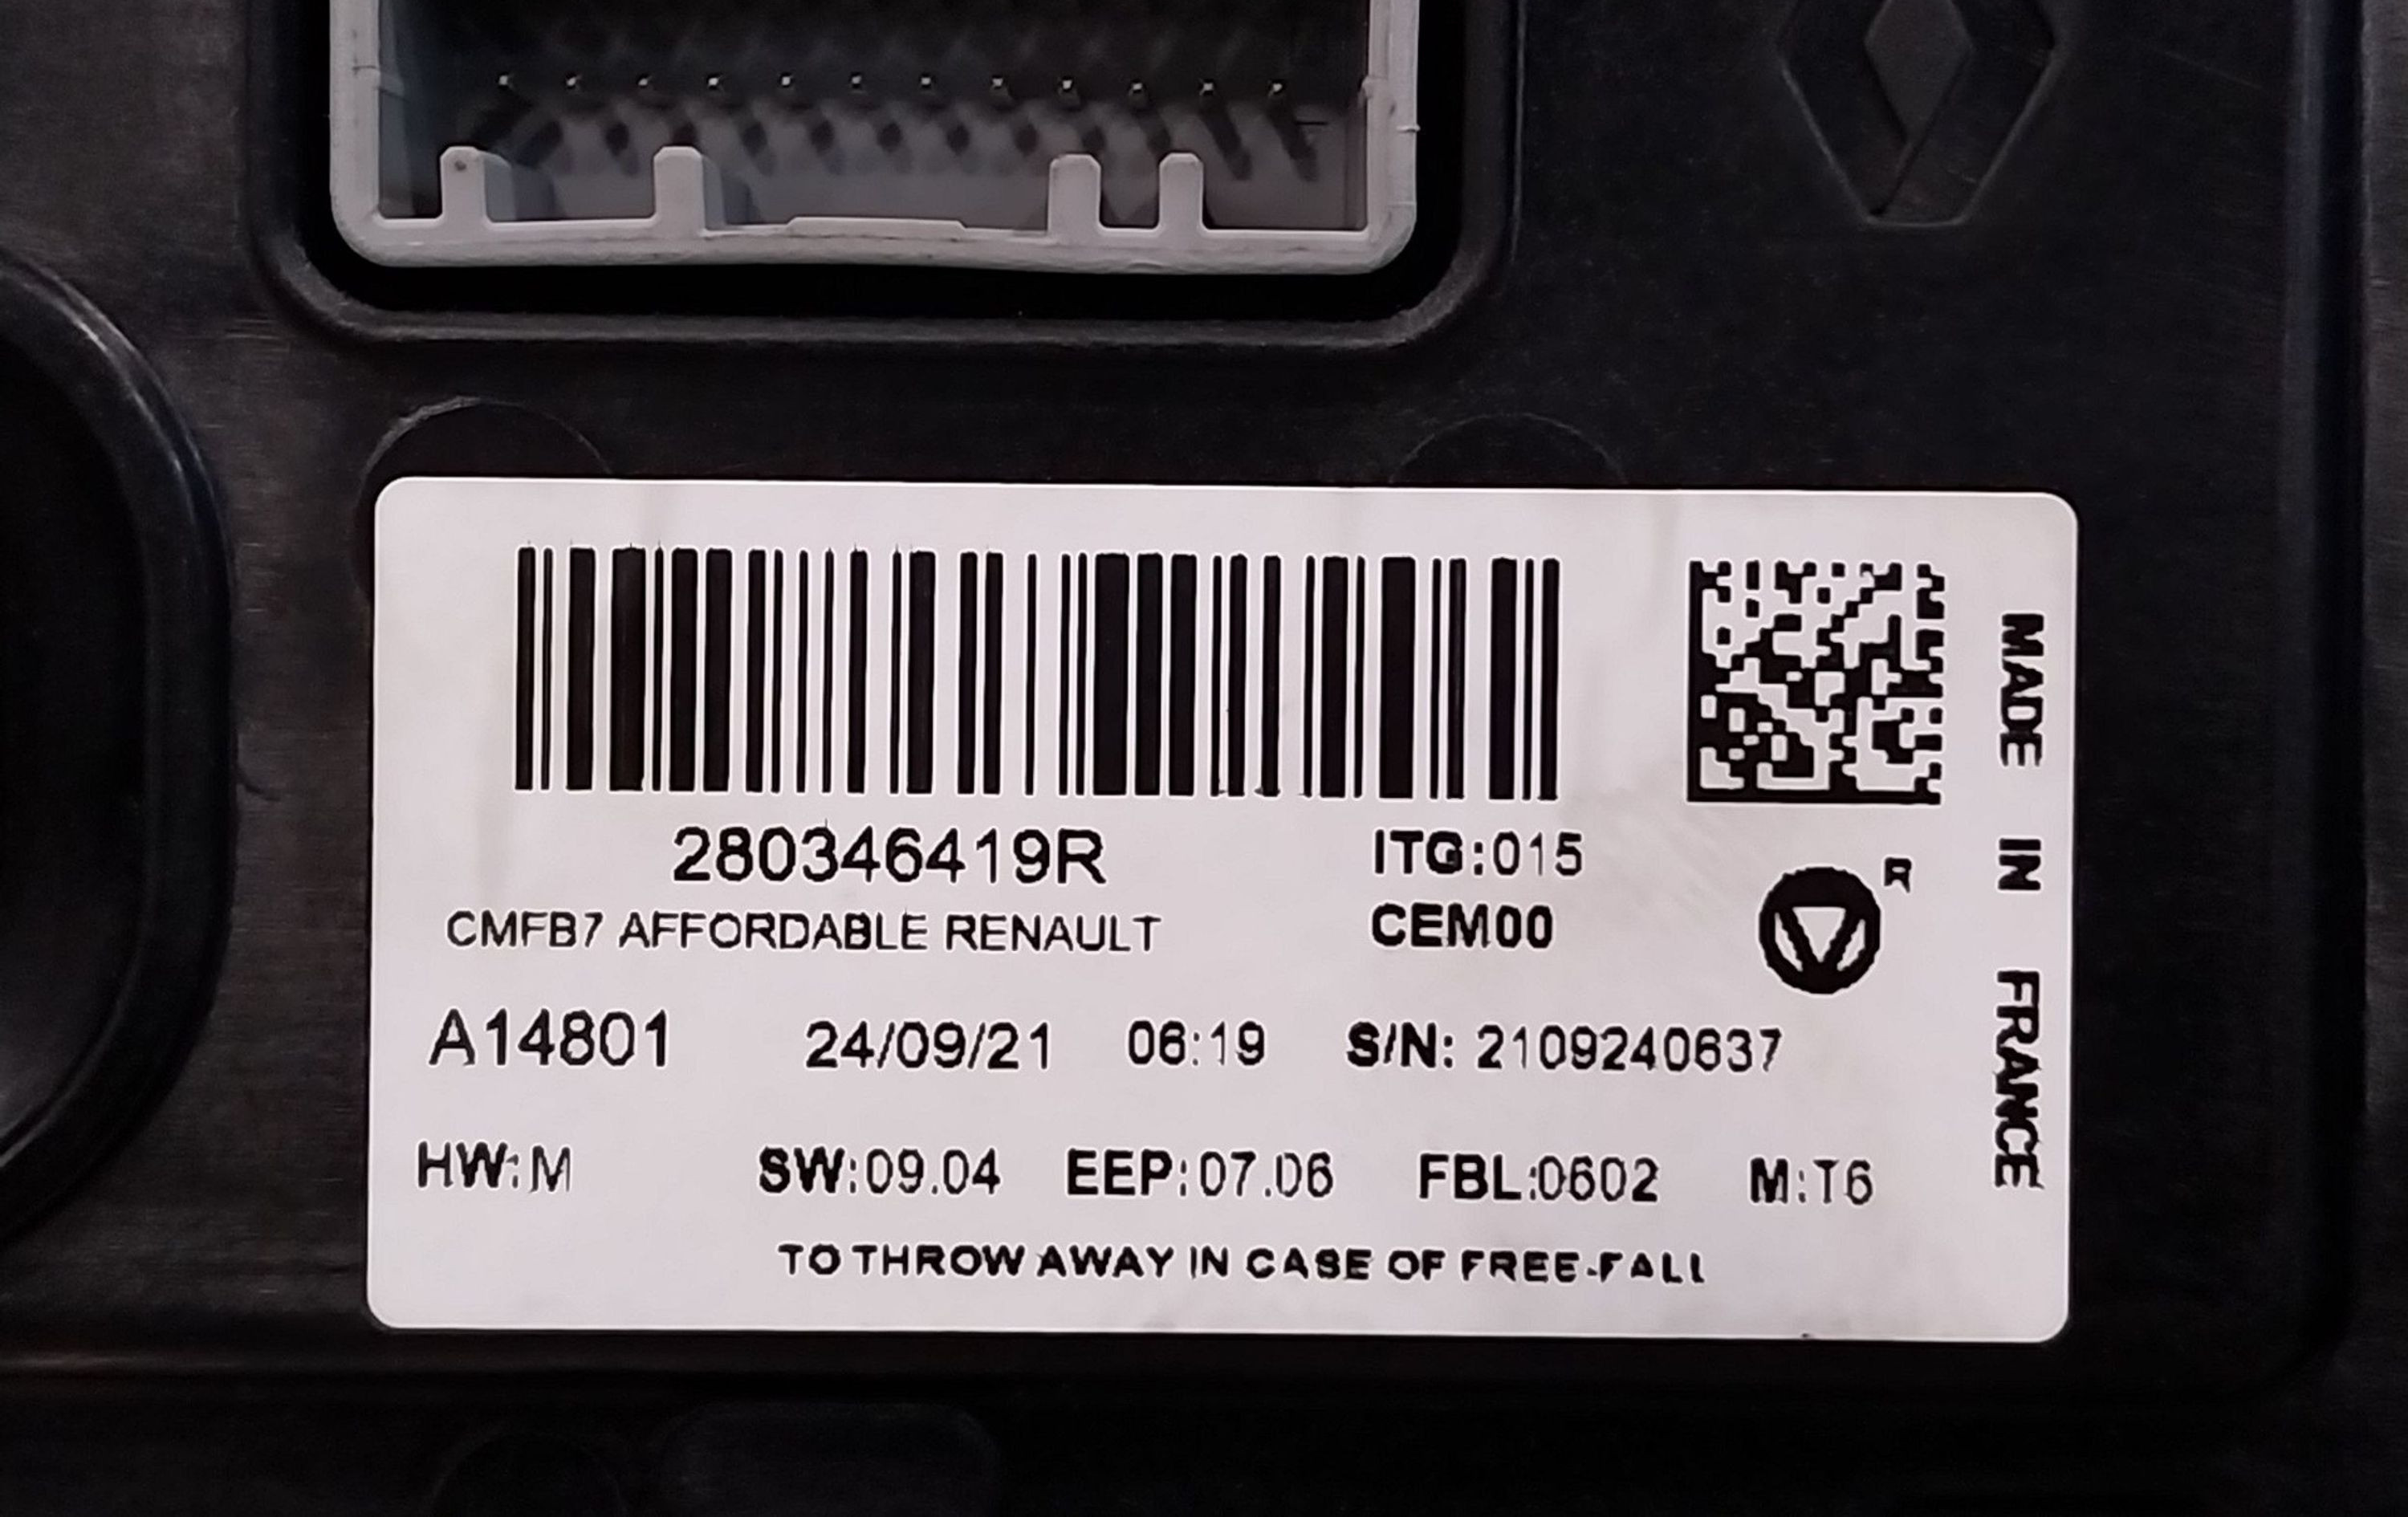 280346419R ITG:015
CMFB7 AFFORDABLE RENAULT CEM00
R
A14801 24/09/21 06:19 S/N: 2109240637
HW:M SW:09.04 EEP:07.06 FBL:0602 M:T6
TO THROW AWAY IN CASE OF FREE-FALL
MADE IN FRANCE